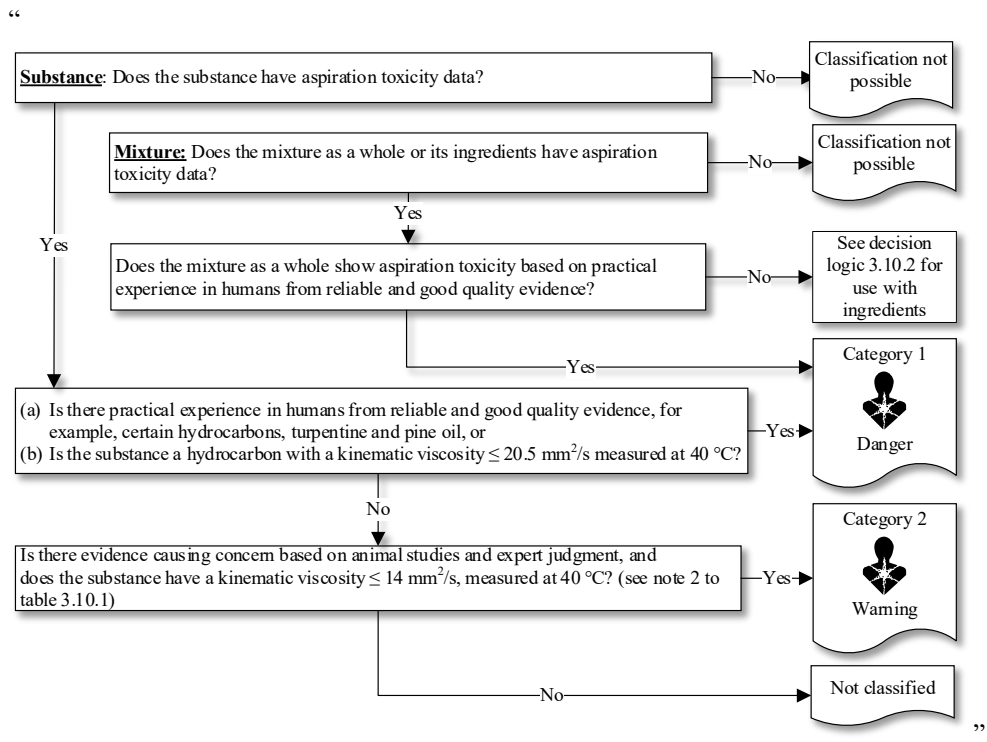 “
Substance: Does the substance have aspiration toxicity data?
No
Classification not
possible
Mixture: Does the mixture as a whole or its ingredients have aspiration
toxicity data?
No
Classification not
possible
Yes
Yes
Does the mixture as a whole show aspiration toxicity based on practical
experience in humans from reliable and good quality evidence?
No
See decision
logic 3.10.2 for
use with
ingredients
Yes
Category 1
Danger
(a) Is there practical experience in humans from reliable and good quality evidence, for
example, certain hydrocarbons, turpentine and pine oil, or
(b) Is the substance a hydrocarbon with a kinematic viscosity ≤ 20.5 mm²/s measured at 40 °C?
Yes
No
Is there evidence causing concern based on animal studies and expert judgment, and
does the substance have a kinematic viscosity ≤ 14 mm²/s, measured at 40 °C? (see note 2 to
table 3.10.1)
Yes
Category 2
Warning
No
Not classified
”